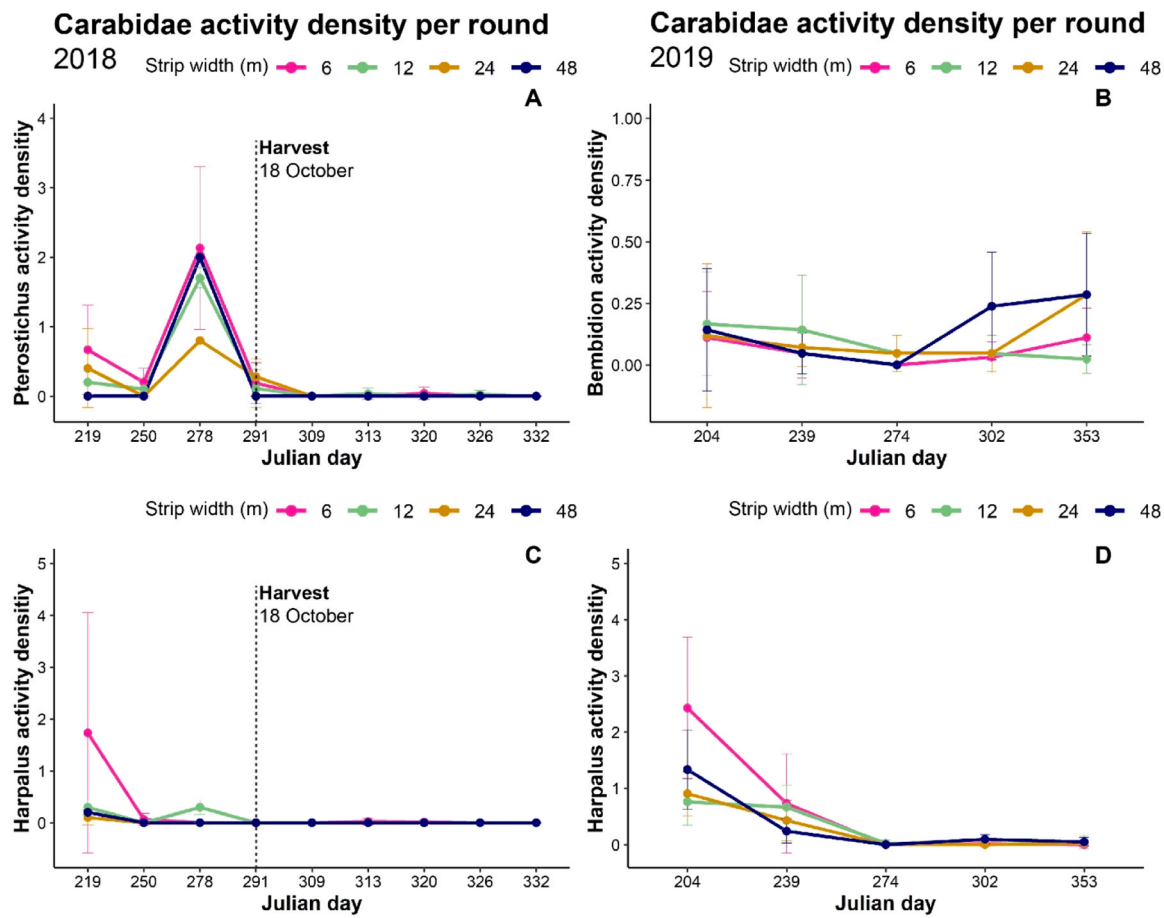 Carabidae activity density per round
2018
Strip width (m) 6 12 24 48
A
Pterostichus activity densitiy
4
3
2
1
0
Harvest
18 October
219 250 278 291 309 313 320 326 332
Julian day
Carabidae activity density per round
2019
Strip width (m) 6 12 24 48
B
Bembidion activity densitiy
1.00
0.75
0.50
0.25
0.00
204 239 274 302 353
Julian day
Strip width (m) 6 12 24 48
C
Harpalus activity densitiy
5
4
3
2
1
0
Harvest
18 October
219 250 278 291 309 313 320 326 332
Julian day
Strip width (m) 6 12 24 48
D
Harpalus activity densitiy
5
4
3
2
1
0
204 239 274 302 353
Julian day